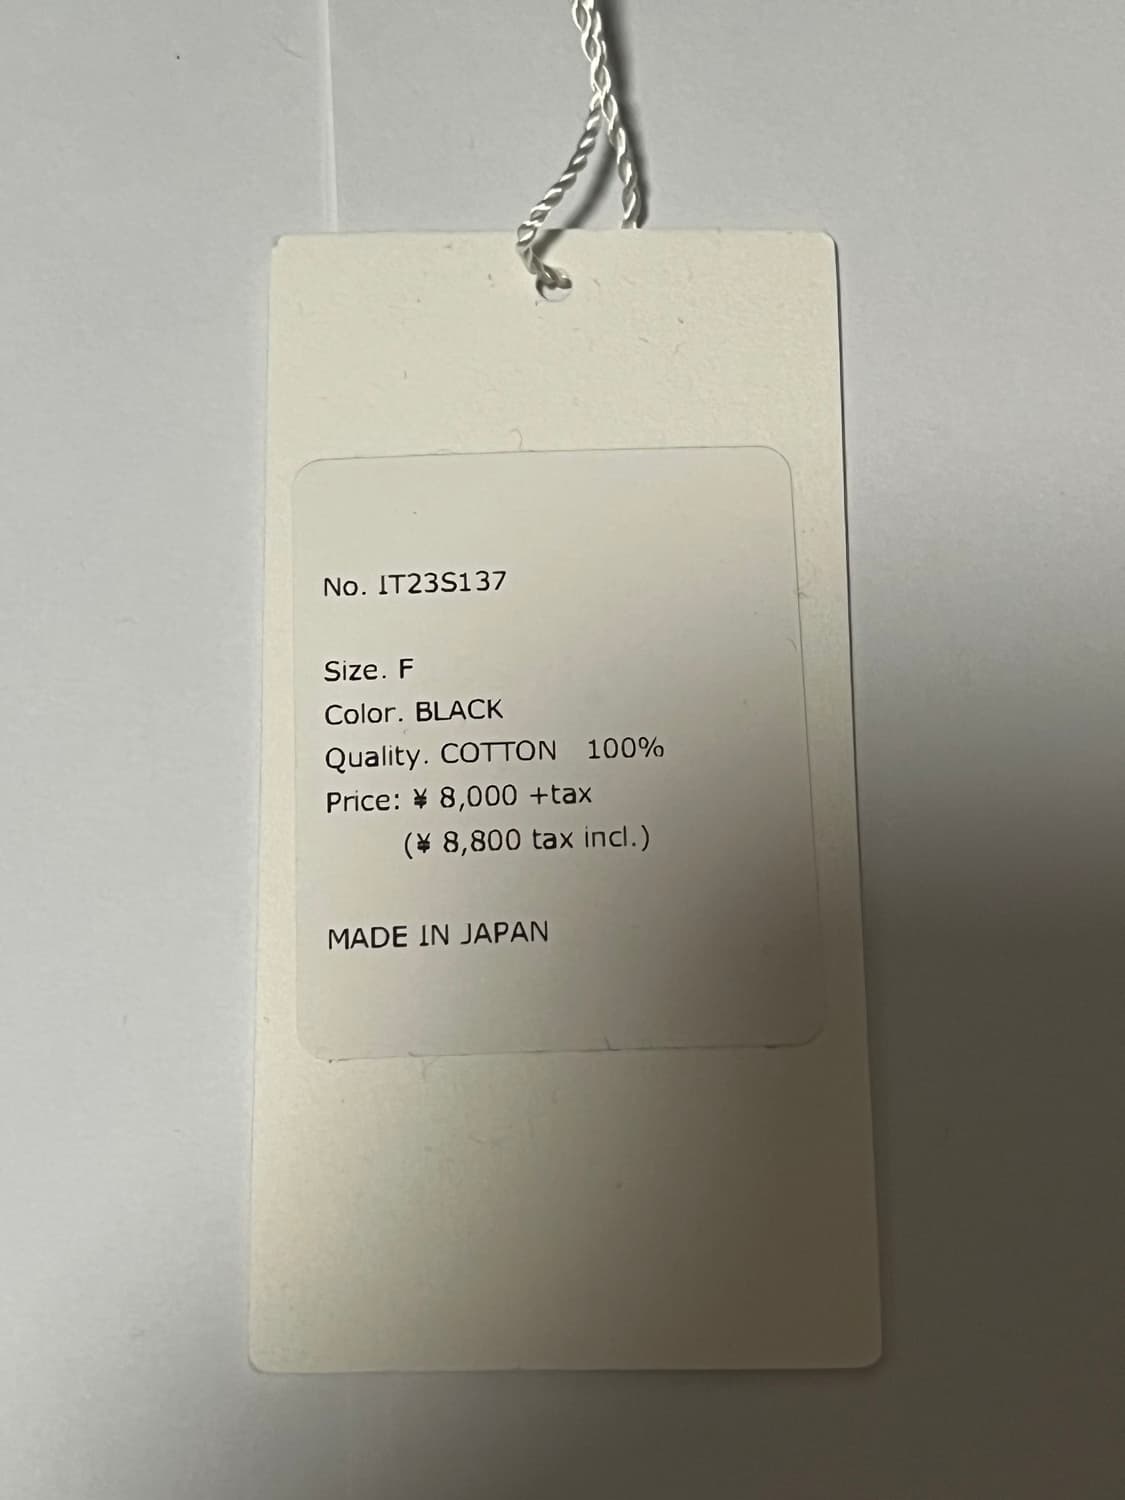 No. IT23S137
Size. F
Color. BLACK
Quality. COTTON 100%
Price: ¥ 8,000 +tax
(¥ 8,800 tax incl.)
MADE IN JAPAN